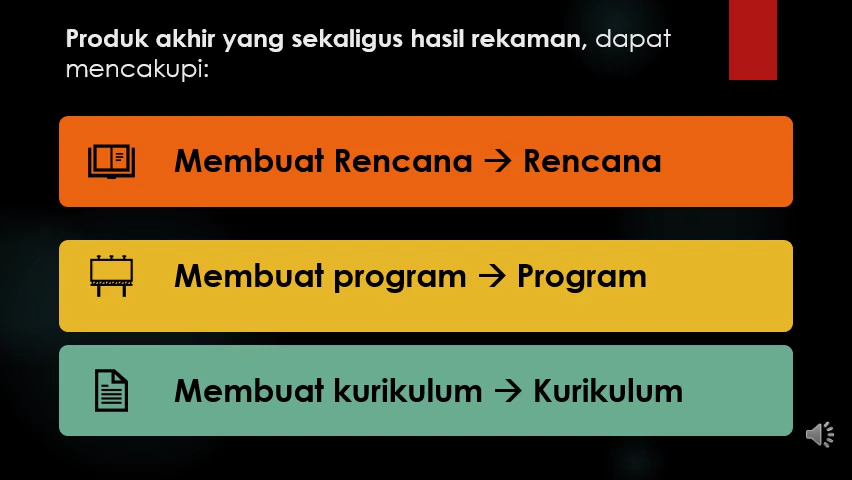 Produk akhir yang sekaligus hasil rekaman, dapat
mencakupi:
Membuat Rencana → Rencana
Membuat program → Program
Membuat kurikulum → Kurikulum